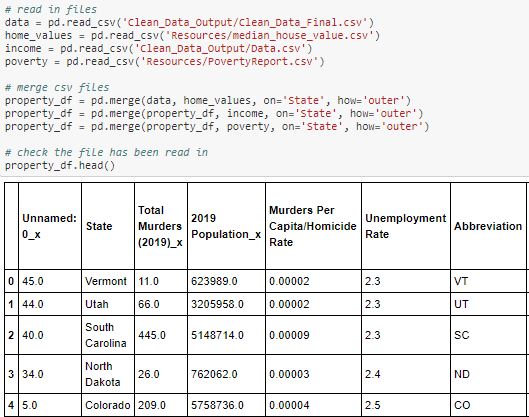 # read in files
data = pd.read_csv('Clean_Data_Output/Clean_Data_Final.csv')
home_values = pd.read_csv('Resources/median_house_value.csv')
income = pd.read_csv('Clean_Data_Output/Data.csv')
poverty = pd.read_csv('Resources/PovertyReport.csv')
# merge csv files
property_df = pd.merge(data, home_values, on='State', how='outer')
property_df = pd.merge(property_df, income, on='State', how='outer')
property_df = pd.merge(property_df, poverty, on='State', how='outer')
# check the file has been read in
property_df.head()
Unnamed: 0_x State Total Murders (2019)_x 2019 Population_x Murders Per Capita/Homicide Rate Unemployment Rate Abbreviation
0 45.0 Vermont 11.0 623989.0 0.00002 2.3 VT
1 44.0 Utah 66.0 3205958.0 0.00002 2.3 UT
2 40.0 South Carolina 445.0 5148714.0 0.00009 2.3 SC
3 34.0 North Dakota 26.0 762062.0 0.00003 2.4 ND
4 5.0 Colorado 209.0 5758736.0 0.00004 2.5 CO